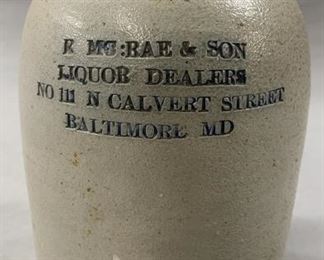 R MC:RAE & SON
LIQUOR DEALERS
NO 111 N CALVERT STREET
BALTIMORE MD